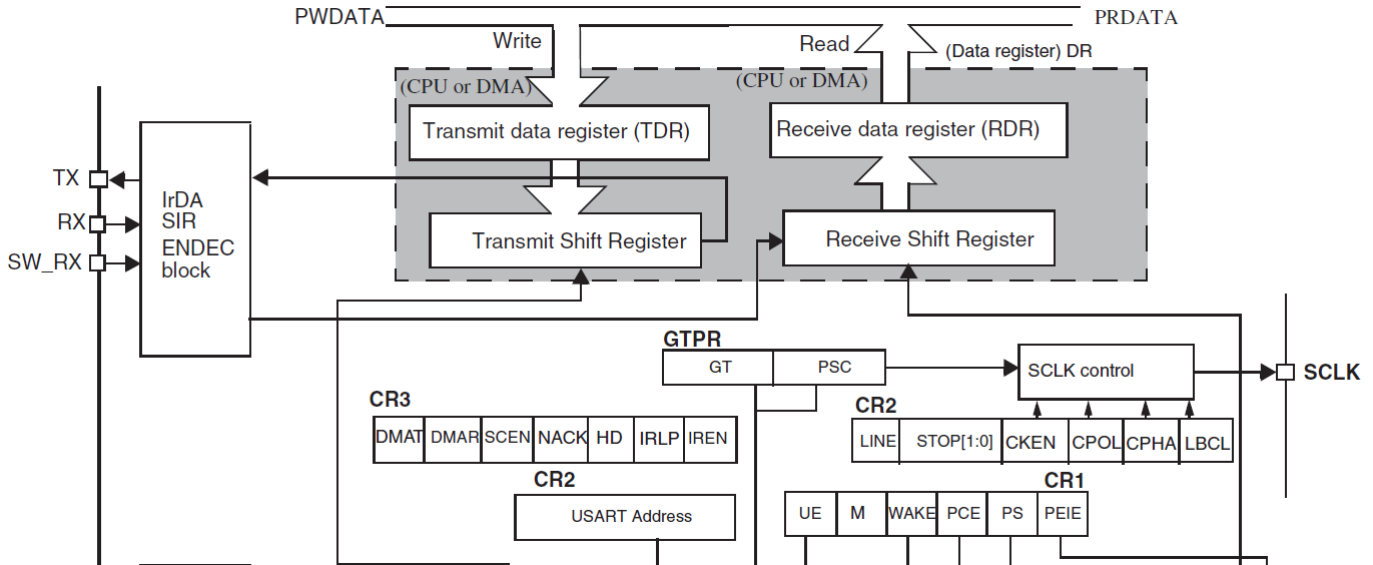 PWDATA
PRDATA
Write
Read
(Data register) DR
(CPU or DMA)
(CPU or DMA)
Transmit data register (TDR)
Receive data register (RDR)
TX
RX
SW_RX
IrDA
SIR
ENDEC
block
Transmit Shift Register
Receive Shift Register
GTPR
GT
PSC
SCLK control
SCLK
CR3
DMAT
DMAR
SCEN
NACK
HD
IRLP
IREN
CR2
LINE
STOP[1:0]
CKEN
CPOL
CPHA
LBCL
CR2
USART Address
CR1
UE
M
WAKE
PCE
PS
PEIE